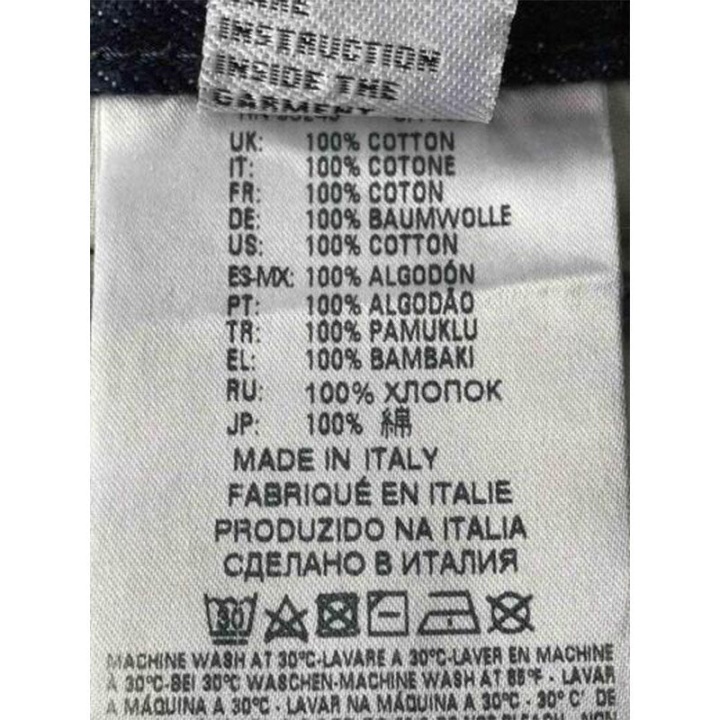 CARE
INSTRUCTION
INSIDE THE
GARMENT
UK: 100% COTTON
IT: 100% COTONE
FR: 100% COTON
DE: 100% BAUMWOLLE
US: 100% COTTON
ES-MX: 100% ALGODÓN
PT: 100% ALGODÃO
TR: 100% PAMUKLU
EL: 100% BAMBAKI
RU: 100% ХЛОПОК
JP: 100% 綿
MADE IN ITALY
FABRIQUÉ EN ITALIE
PRODUZIDO NA ITALIA
СДЕЛАНО В ИТАЛИЯ
30
MACHINE WASH AT 30°C-LAVARE A 30°C-LAVER EN MACHINE
À 30°C-BEI 30°C WASCHEN-MACHINE WASH AT 86°F - LAVAR
A MÁQUINA A 30°C - LAVAR NA MÁQUINA A 30°C - 30° C' DE